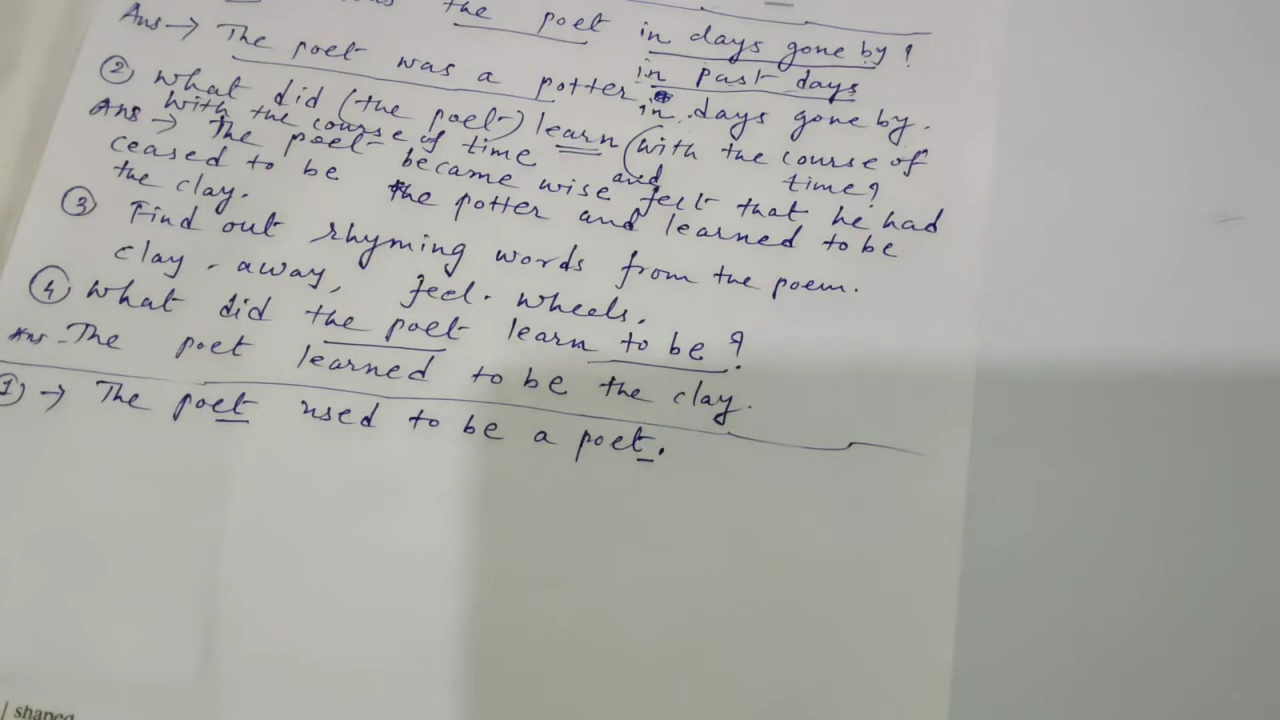 the poet in days gone by?
in past days
Ans → The poet was a potter in days gone by.
② What did (the poet) learn (with the course of time?
With the course of time
Ans → The poet became wise and felt that he had
ceased to be the potter and learned to be
the clay.
③ Find out rhyming words from the poem.
clay - away, feel - wheels.
④ What did the poet learn to be?
Ans - The poet learned to be the clay.
1) → The poet used to be a poet.
shaped